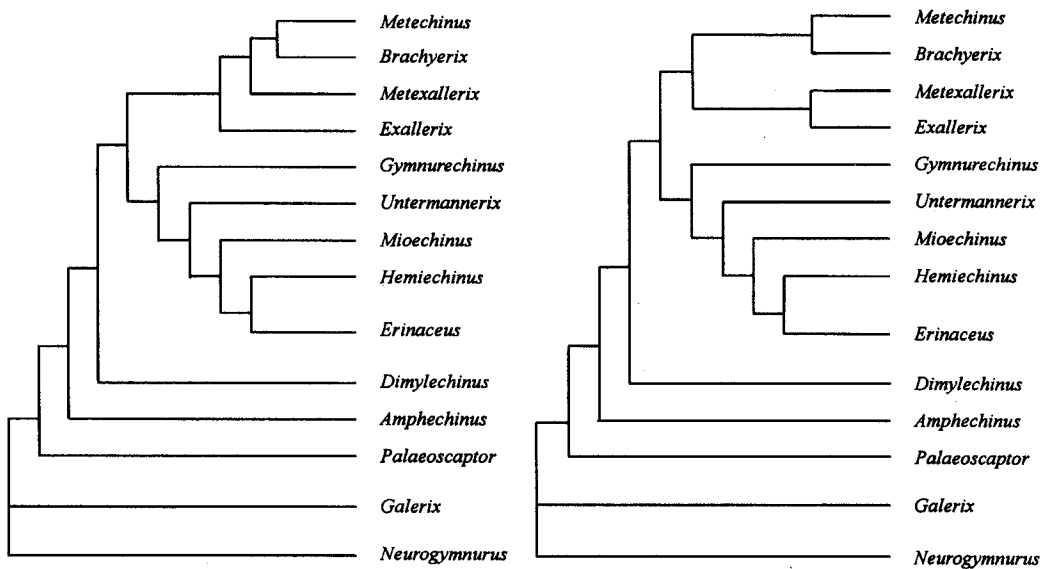 Metechinus
Brachyerix
Metexallerix
Exallerix
Gymnurechinus
Untermannerix
Mioechinus
Hemiechinus
Erinaceus
Dimylechinus
Amphechinus
Palaeoscaptor
Galerix
Neurogymnurus
Metechinus
Brachyerix
Metexallerix
Exallerix
Gymnurechinus
Untermannerix
Mioechinus
Hemiechinus
Erinaceus
Dimylechinus
Amphechinus
Palaeoscaptor
Galerix
Neurogymnurus